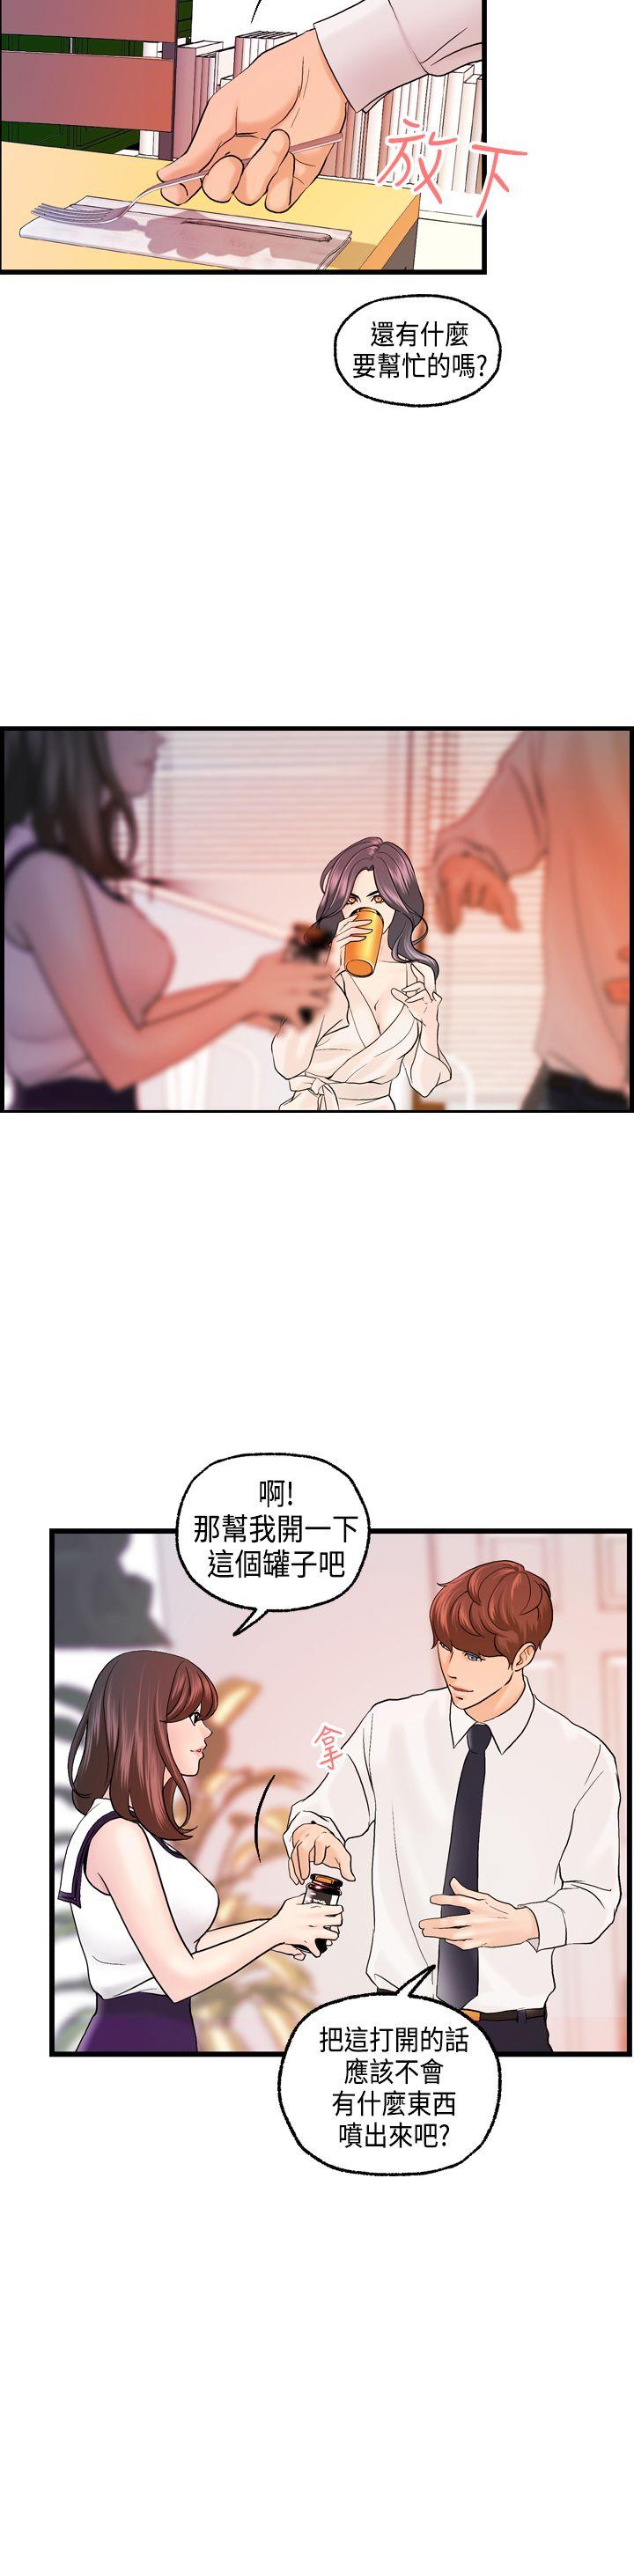 放下
還有什麼
要幫忙的嗎?
啊!
那幫我開一下
這個罐子吧
拿
把這打開的話
應該不會
有什麼東西
噴出來吧?